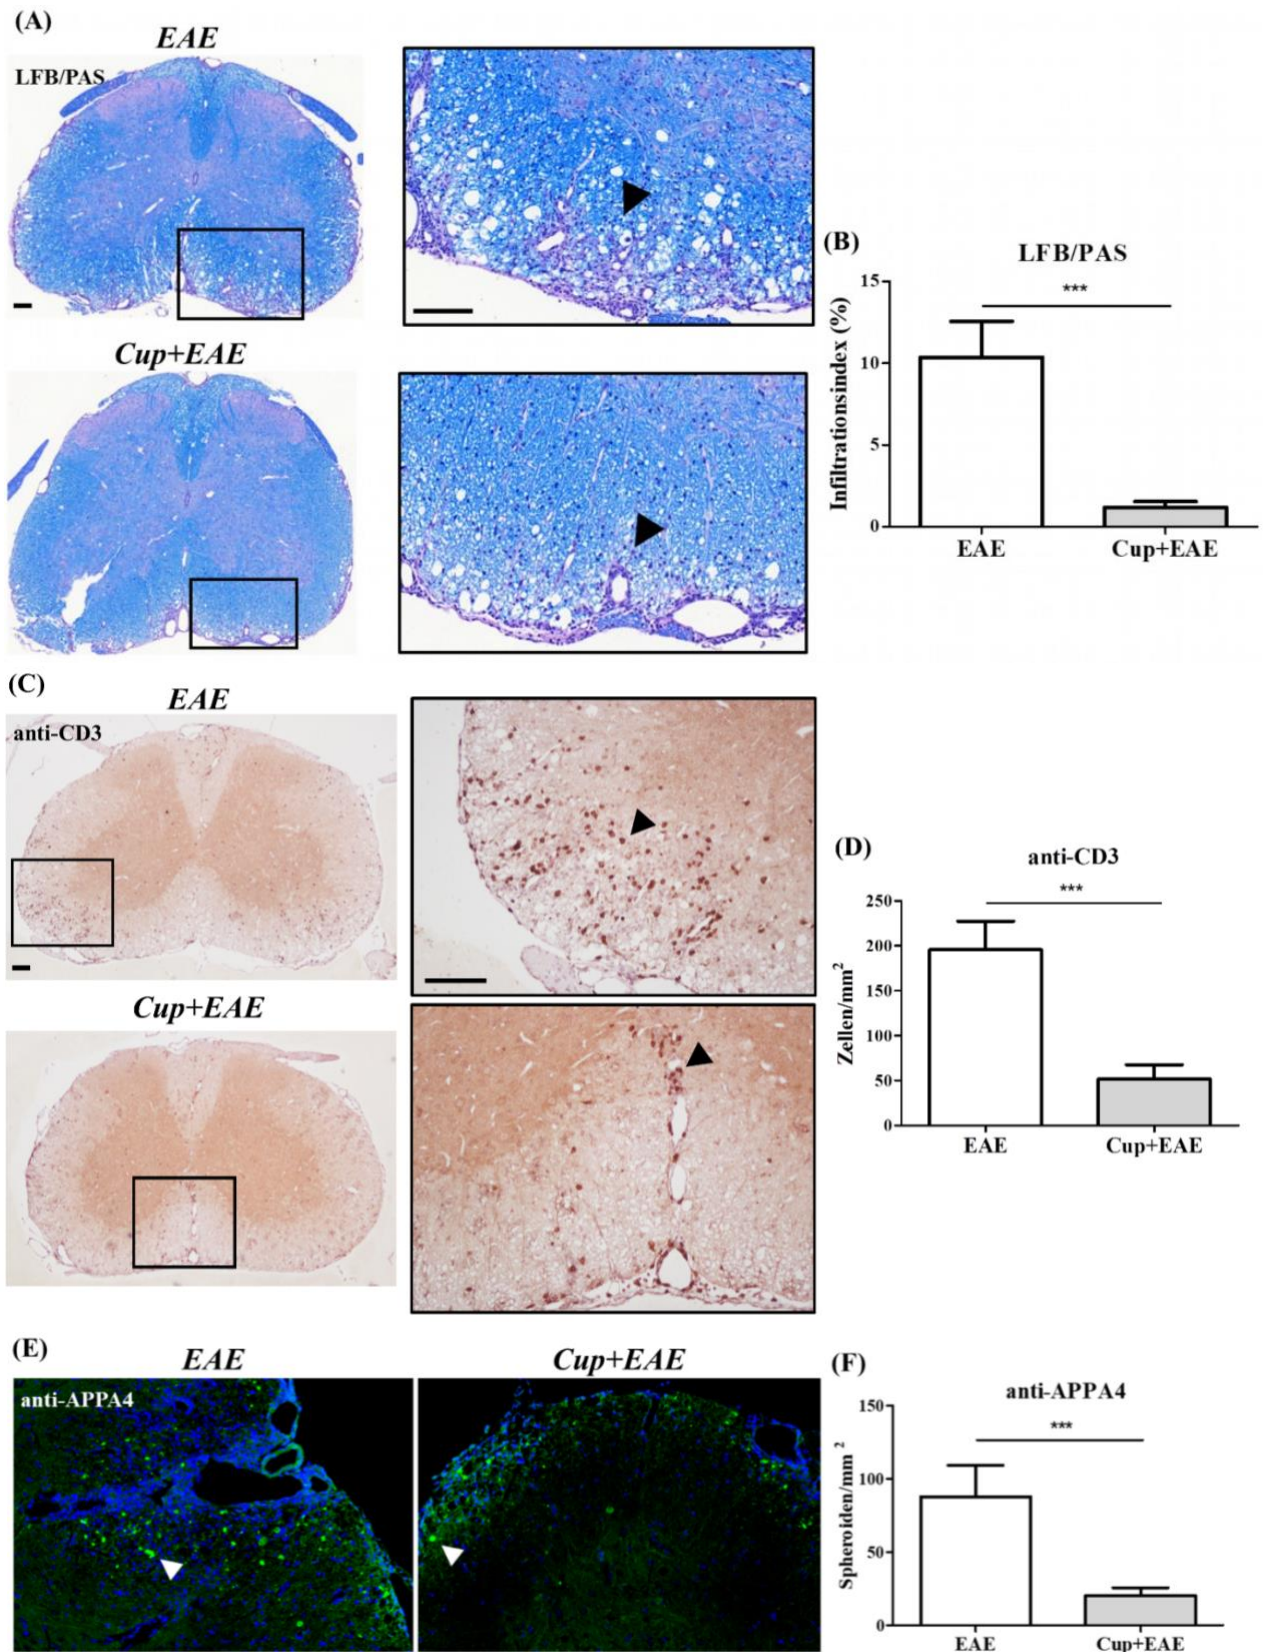 (A)
EAE
LFB/PAS
Cup+EAE
(B)
LFB/PAS
***
Infiltrationsindex (%)
15
10
5
0
EAE
Cup+EAE
(C)
EAE
anti-CD3
Cup+EAE
(D)
anti-CD3
***
Zellen/mm²
250
200
150
100
50
0
EAE
Cup+EAE
(E)
EAE
Cup+EAE
anti-APPA4
(F)
anti-APPA4
***
Spheroiden/mm²
150
100
50
0
EAE
Cup+EAE